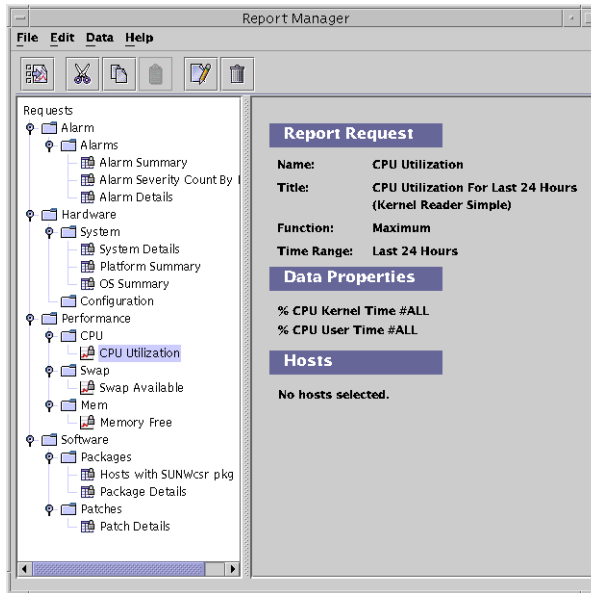 Report Manager
File Edit Data Help
Requests
Alarm
Alarms
Alarm Summary
Alarm Severity Count By
Alarm Details
Hardware
System
System Details
Platform Summary
OS Summary
Configuration
Performance
CPU
CPU Utilization
Swap
Swap Available
Mem
Memory Free
Software
Packages
Hosts with SUNWcsr pkg
Package Details
Patches
Patch Details
Report Request
Name: CPU Utilization
Title: CPU Utilization For Last 24 Hours
(Kernel Reader Simple)
Function: Maximum
Time Range: Last 24 Hours
Data Properties
% CPU Kernel Time #ALL
% CPU User Time #ALL
Hosts
No hosts selected.